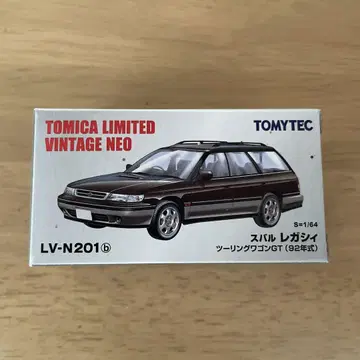 TOMICA LIMITED
VINTAGE NEO
TOMYTEC
S=1/64
LV-N201ⓑ
スバル レガシィ
ツーリングワゴンGT (92年式)